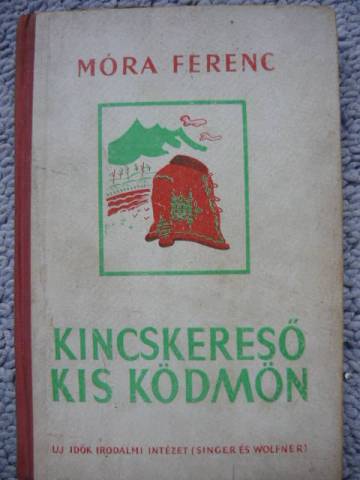 MÓRA FERENC
KINCSKERESŐ
KIS KÖDMÖN
UJ IDŐK IRODALMI INTÉZET (SINGER ÉS WOLFNER)